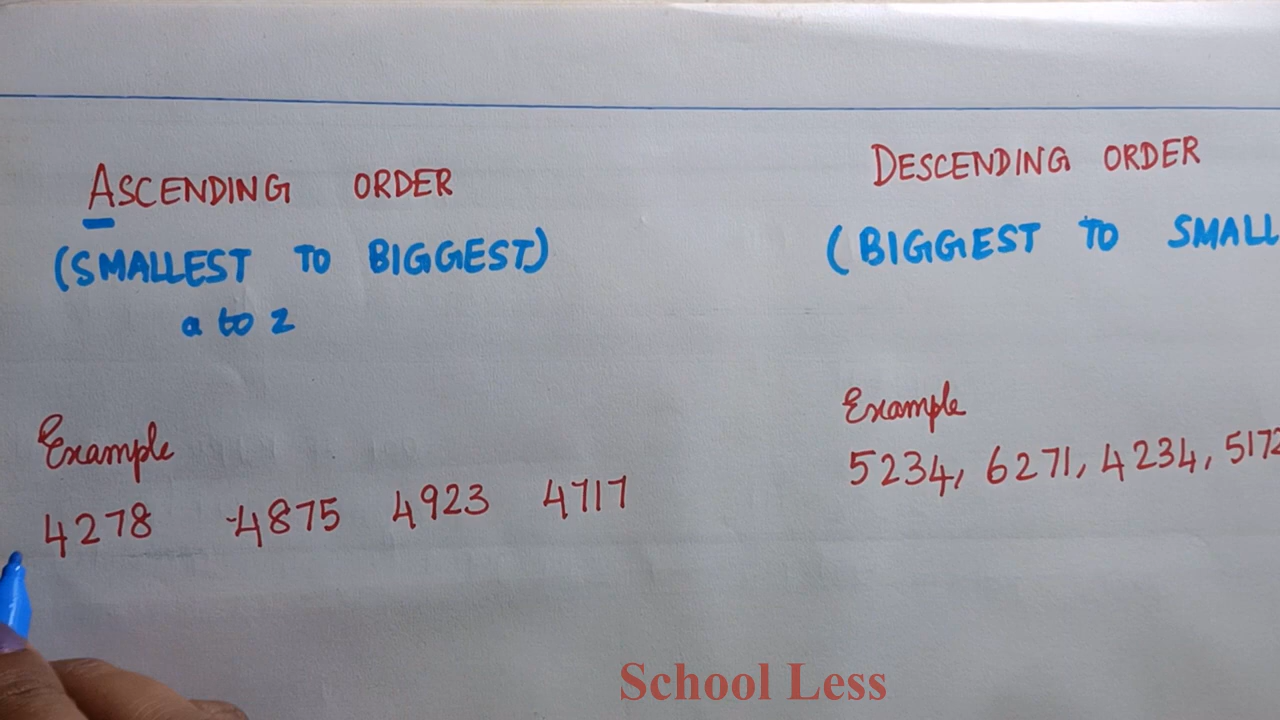 ASCENDING ORDER
(SMALLEST TO BIGGEST)
a to z
Example
4278 4875 4923 4717
DESCENDING ORDER
(BIGGEST TO SMALL
Example
5234, 6271, 4234, 5172
School Less